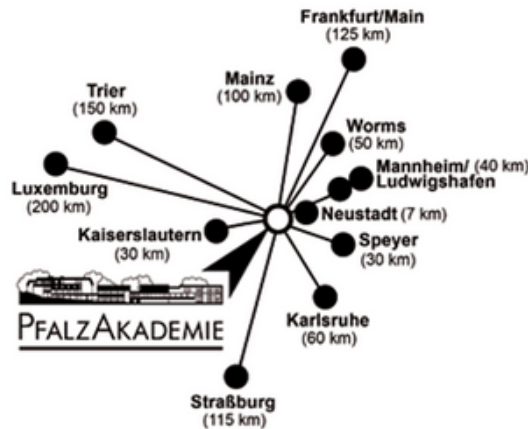 Frankfurt/Main
(125 km)
Mainz
(100 km)
Trier
(150 km)
Worms
(50 km)
Mannheim/ (40 km)
Ludwigshafen
Luxemburg
(200 km)
Neustadt (7 km)
Kaiserslautern
(30 km)
Speyer
(30 km)
PFALZAKADEMIE
Karlsruhe
(60 km)
Straßburg
(115 km)